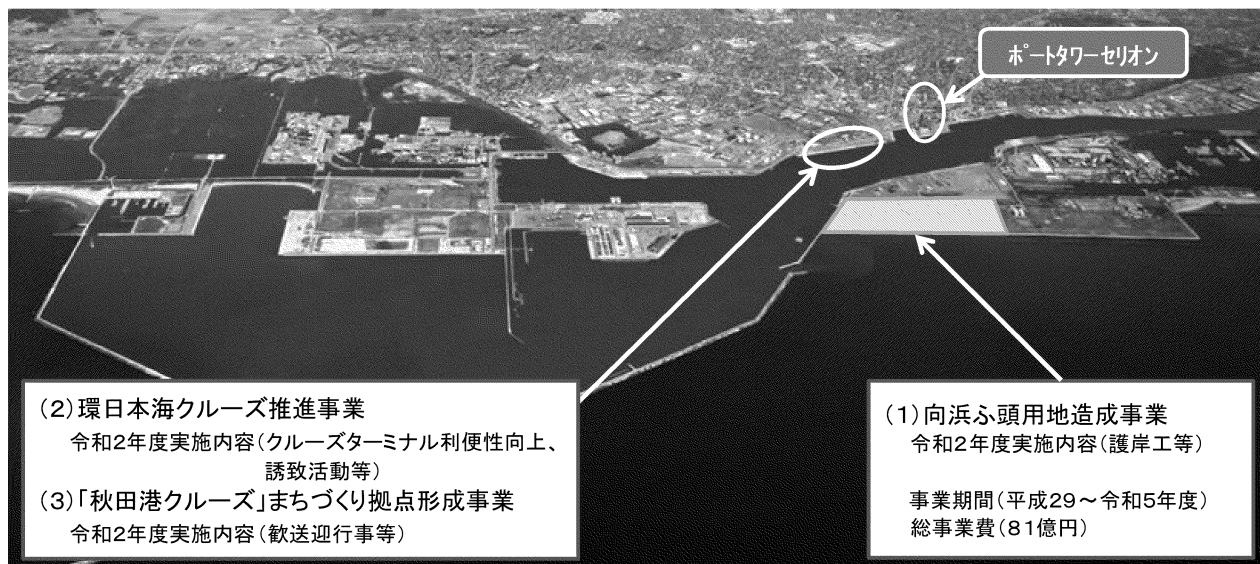 ポートタワーセリオン
(2)環日本海クルーズ推進事業
令和2年度実施内容(クルーズターミナル利便性向上、
誘致活動等)
(3)「秋田港クルーズ」まちづくり拠点形成事業
令和2年度実施内容(歓送迎行事等)
(1)向浜ふ頭用地造成事業
令和2年度実施内容(護岸工等)
事業期間(平成29~令和5年度)
総事業費(81億円)